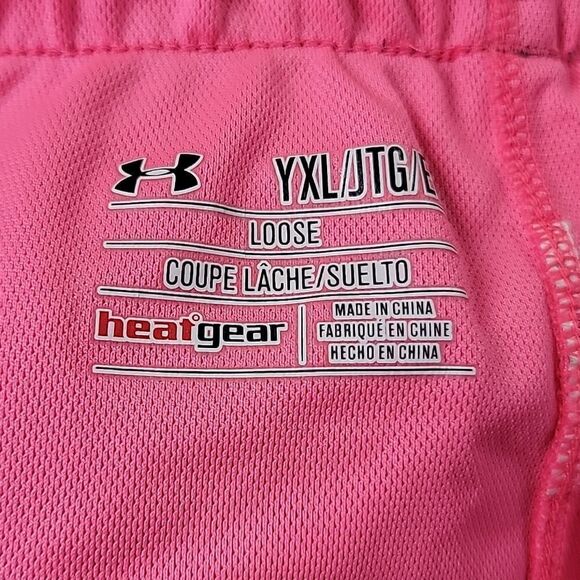 YXL/JTG/E
LOOSE
COUPE LÂCHE/SUELTO
heatgear
MADE IN CHINA
FABRIQUÉ EN CHINE
HECHO EN CHINA